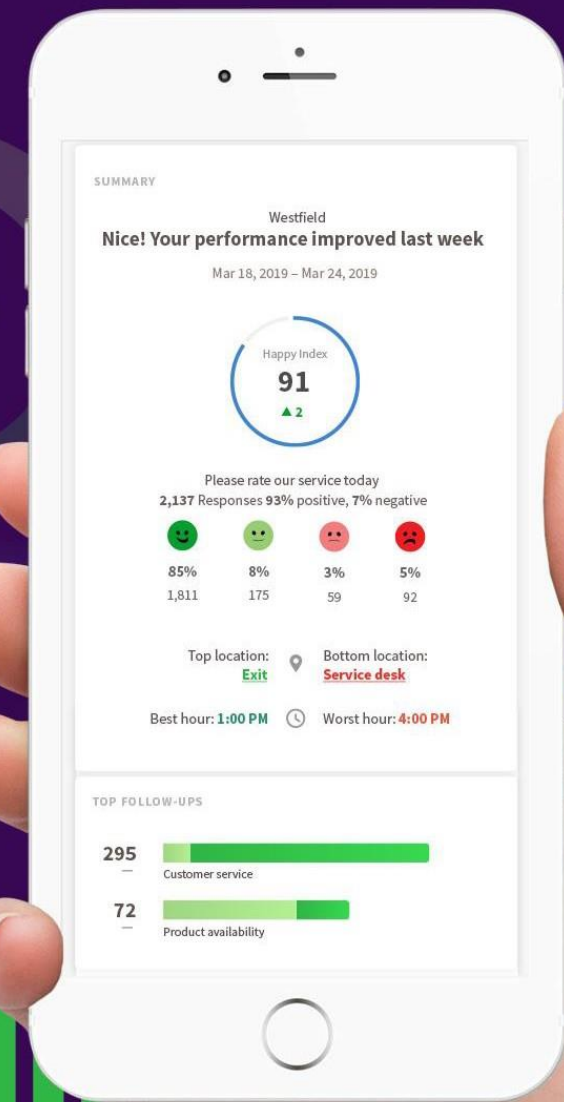 SUMMARY
Westfield
Nice! Your performance improved last week
Mar 18, 2019 – Mar 24, 2019
Happy Index
91
▲ 2
Please rate our service today
2,137 Responses 93% positive, 7% negative
85% 8% 3% 5%
1,811 175 59 92
Top location: Bottom location:
Exit Service desk
Best hour: 1:00 PM Worst hour: 4:00 PM
TOP FOLLOW-UPS
295
Customer service
72
Product availability